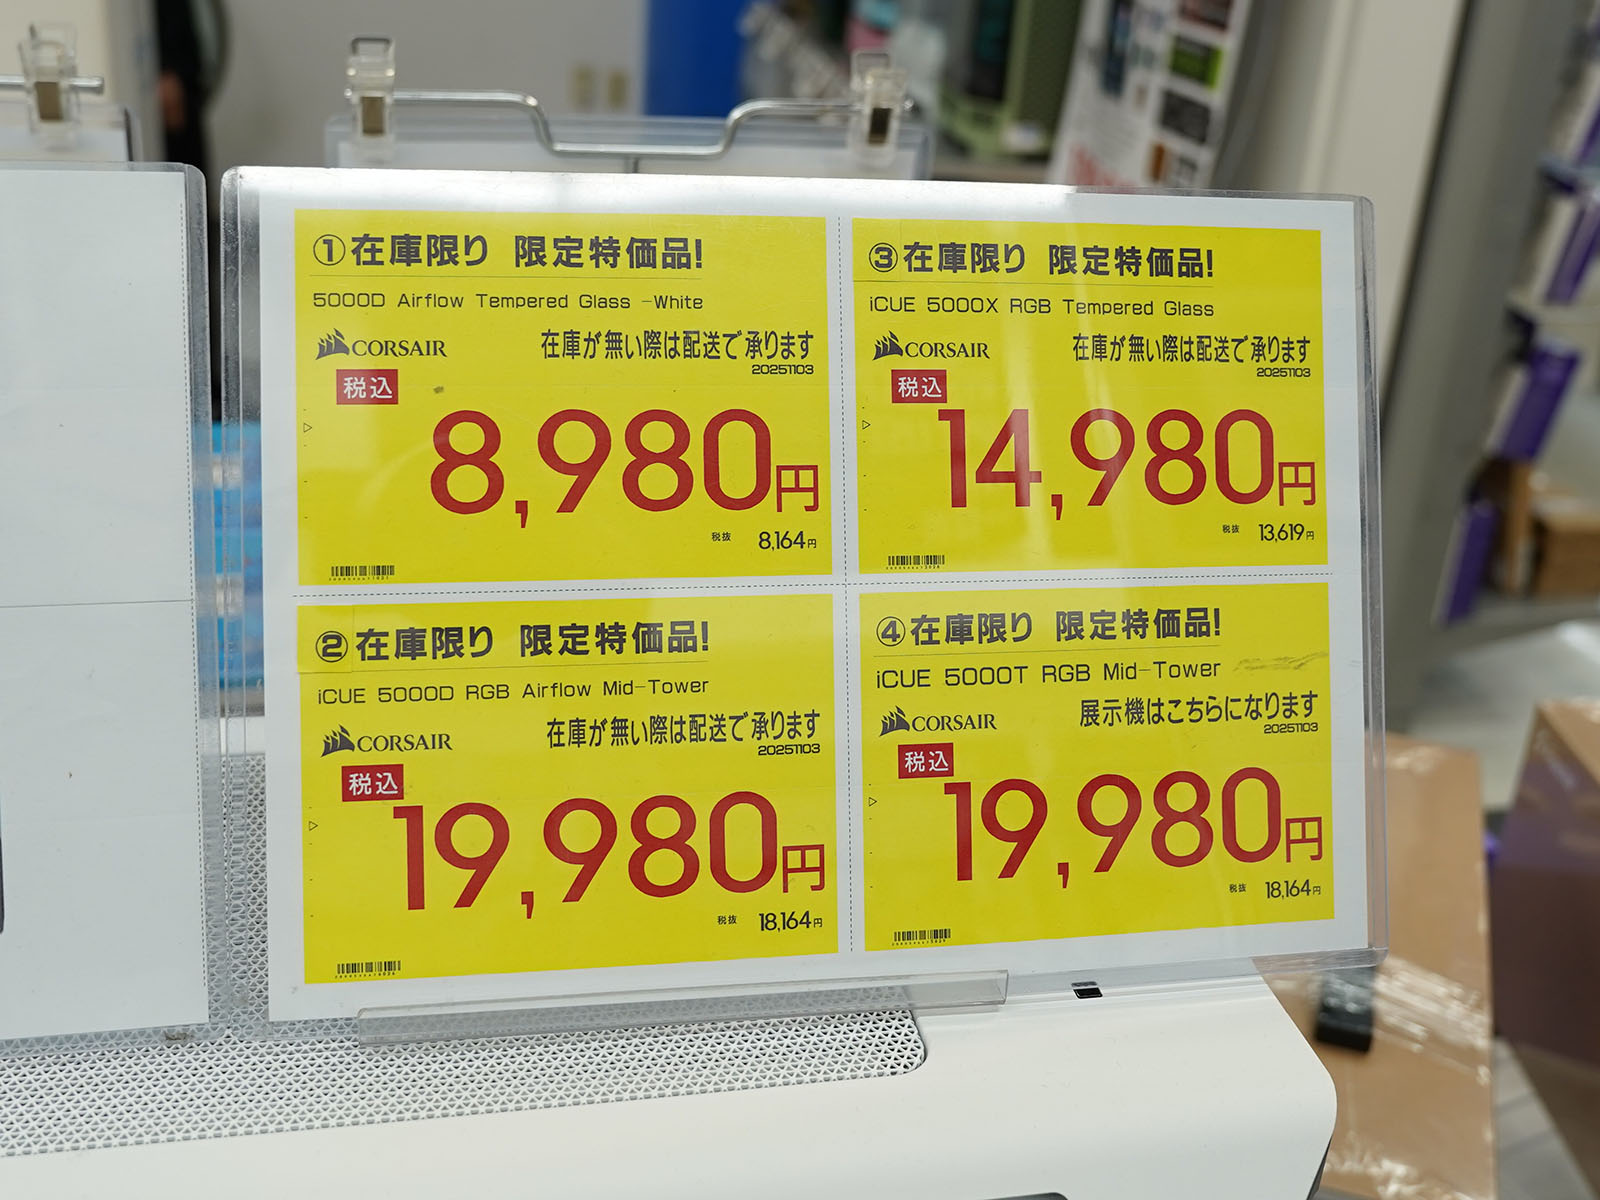 ①在庫限り 限定特価品!
5000D Airflow Tempered Glass -White
CORSAIR
在庫が無い際は配送で承ります
20251103
税込
8,980円
税抜 8,164円
②在庫限り 限定特価品!
iCUE 5000D RGB Airflow Mid-Tower
CORSAIR
在庫が無い際は配送で承ります
20251103
税込
19,980円
税抜 18,164円
③在庫限り 限定特価品!
iCUE 5000X RGB Tempered Glass
CORSAIR
在庫が無い際は配送で承ります
20251103
税込
14,980円
税抜 13,619円
④在庫限り 限定特価品!
iCUE 5000T RGB Mid-Tower
CORSAIR
展示機はこちらになります
20251103
税込
19,980円
税抜 18,164円